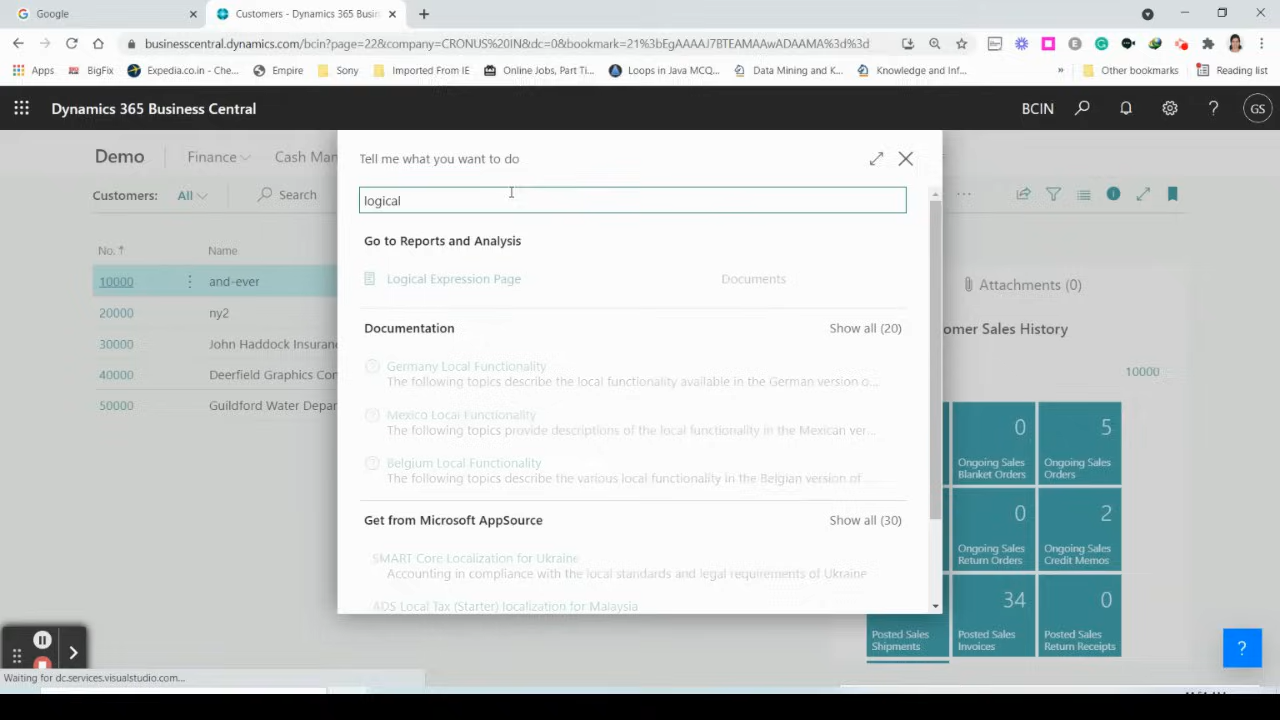 Google
Customers - Dynamics 365 Busin
businesscentral.dynamics.com/bcin?page=22&company=CRONUS%20IN&dc=0&bookmark=21%3bEgAAAAJ7BTEAMAAwADAAMA%3d%3d
Apps
BigFix
Expedia.co.in - Che...
Empire
Sony
Imported From IE
Online Jobs, Part Ti...
Loops in Java MCQ...
Data Mining and K...
Knowledge and Inf...
»
Other bookmarks
Reading list
Dynamics 365 Business Central
BCIN
?
GS
Demo
Finance
Cash Man
Tell me what you want to do
Customers:
All
Search
logical
No. ↑
Name
Go to Reports and Analysis
10000
and-ever
Logical Expression Page
Documents
Attachments (0)
20000
ny2
Documentation
Show all (20)
omer Sales History
30000
John Haddock Insuran
Germany Local Functionality
The following topics describe the local functionality available in the German version o...
10000
40000
Deerfield Graphics Con
50000
Guildford Water Depar
Mexico Local Functionality
The following topics provide descriptions of the local functionality in the Mexican ver...
0
Ongoing Sales
Blanket Orders
5
Ongoing Sales
Orders
Belgium Local Functionality
The following topics describe the various local functionality in the Belgian version of
Get from Microsoft AppSource
Show all (30)
0
Ongoing Sales
Return Orders
2
Ongoing Sales
Credit Memos
SMART Core Localization for Ukraine
Accounting in compliance with the local standards and legal requirements of Ukraine
ADS Local Tax (Starter) localization for Malaysia
Posted Sales
Shipments
34
Posted Sales
Invoices
0
Posted Sales
Return Receipts
?
Waiting for dc.services.visualstudio.com...